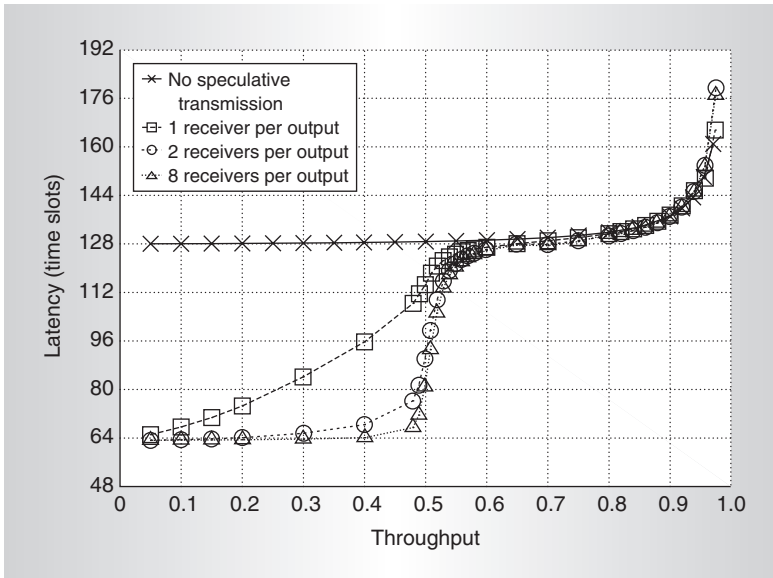 192
176
160
144
128
112
96
80
64
48
Latency (time slots)
No speculative
transmission
1 receiver per output
2 receivers per output
8 receivers per output
0 0.1 0.2 0.3 0.4 0.5 0.6 0.7 0.8 0.9 1.0
Throughput